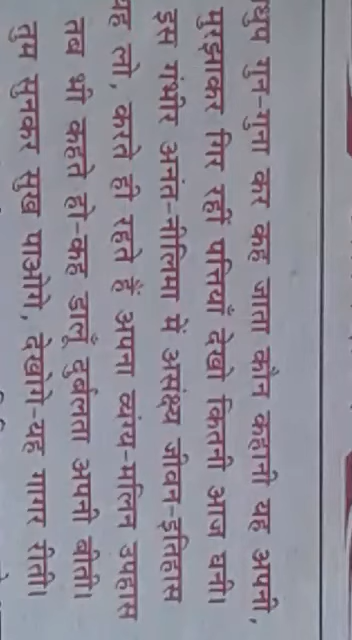 मधुप गुन-गुना कर कह जाता कौन कहानी यह अपनी,
मुरझाकर गिर रहीं पत्तियाँ देखो कितनी आज घनी।
इस गंभीर अनंत-नीलिमा में असंख्य जीवन-इतिहास
यह लो, करते ही रहते हैं अपना व्यंग्य-मलिन उपहास
तब भी कहते हो-कह डालूँ दुर्बलता अपनी बीती।
तुम सुनकर सुख पाओगे, देखोगे-यह गागर रीती।